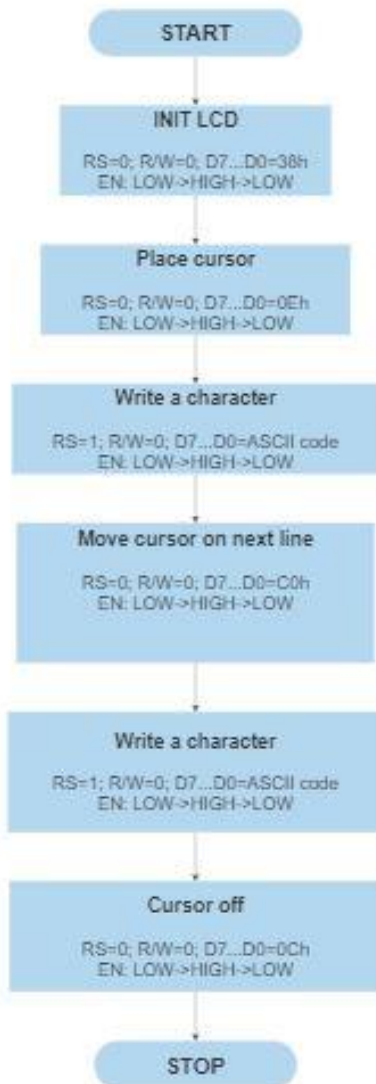 START
INIT LCD
RS=0; R/W=0; D7...D0=38h
EN: LOW->HIGH->LOW
Place cursor
RS=0; R/W=0; D7...D0=0Eh
EN: LOW->HIGH->LOW
Write a character
RS=1; R/W=0; D7...D0=ASCII code
EN: LOW->HIGH->LOW
Move cursor on next line
RS=0; R/W=0; D7...D0=C0h
EN: LOW->HIGH->LOW
Write a character
RS=1; R/W=0; D7...D0=ASCII code
EN: LOW->HIGH->LOW
Cursor off
RS=0; R/W=0; D7...D0=0Ch
EN: LOW->HIGH->LOW
STOP